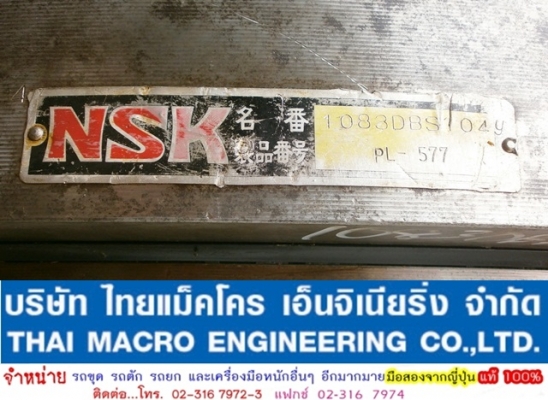 NSK 名番 1083DBS104y
製品番号 PL-577
บริษัท ไทยแม็คโคร เอ็นจิเนียริ่ง จำกัด
THAI MACRO ENGINEERING CO.,LTD.
จำหน่าย รถขุด รถตัก รถยก และเครื่องมือหนักอื่นๆ อีกมากมายมือสองจากญี่ปุ่น แท้ 100%
ติดต่อ...โทร. 02-316 7972-3 แฟกซ์ 02-316 7974